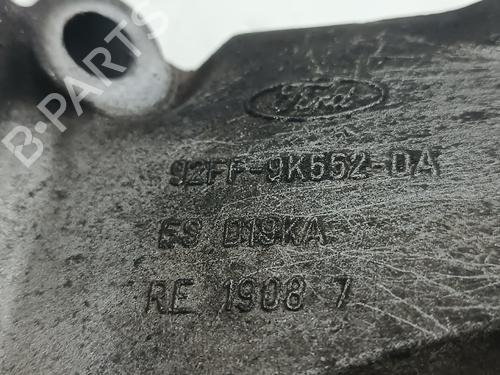 Ford
92FF-9K552-DA
ES D19KA
RE 1908 7
B-PARTS